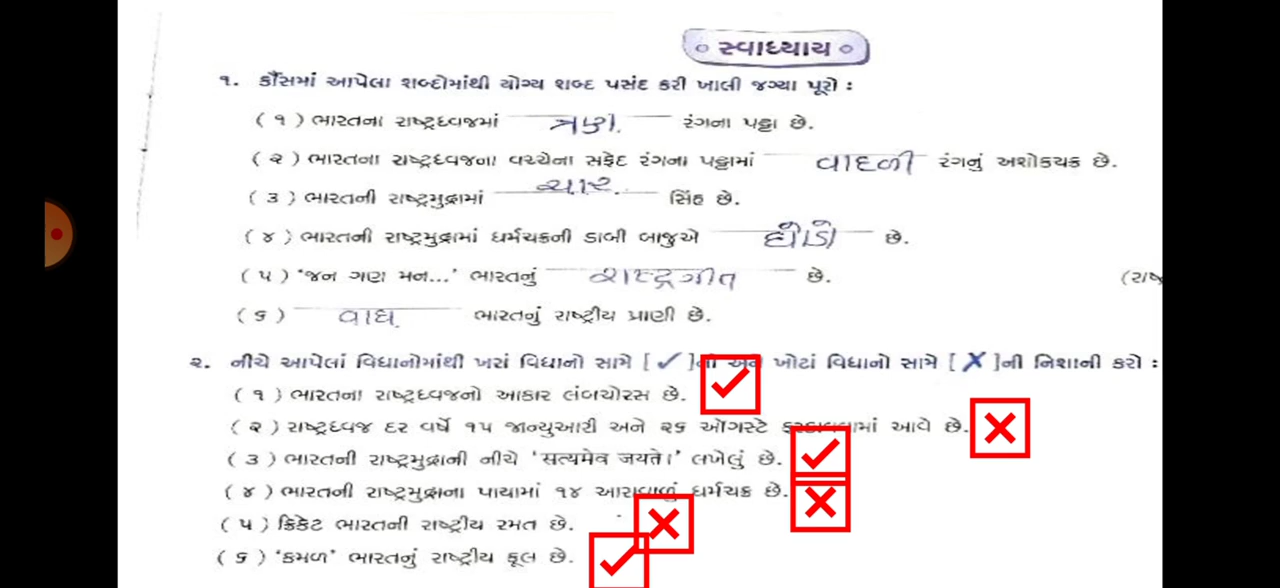 સ્વાધ્યાય
૧. કૌંસમાં આપેલા શબ્દોમાંથી યોગ્ય શબ્દ પસંદ કરી ખાલી જગ્યા પૂરો :
(૧) ભારતના રાષ્ટ્રધ્વજમાં ત્રણ રંગના પટ્ટા છે.
(૨) ભારતના રાષ્ટ્રધ્વજના વચ્ચેના સફેદ રંગના પટ્ટામાં વાદળી રંગનું અશોકચક્ર છે.
(૩) ભારતની રાષ્ટ્રમુદ્રામાં ચાર સિંહ છે.
(૪) ભારતની રાષ્ટ્રમુદ્રામાં ધર્મચક્રની ડાબી બાજુએ ઘોડો છે.
(૫) ‘જન ગણ મન...’ ભારતનું રાષ્ટ્રગીત છે. (રાષ્ટ્
(૬) વાઘ ભારતનું રાષ્ટ્રીય પ્રાણી છે.
૨. નીચે આપેલાં વિધાનોમાંથી ખરાં વિધાનો સામે [ ✓ ]ની અને ખોટાં વિધાનો સામે [ ✗ ]ની નિશાની કરો :
(૧) ભારતના રાષ્ટ્રધ્વજનો આકાર લંબચોરસ છે.
(૨) રાષ્ટ્રધ્વજ દર વર્ષે ૧૫ જાન્યુઆરી અને ૨૬ ઑગસ્ટે ફરકાવવામાં આવે છે.
(૩) ભારતની રાષ્ટ્રમુદ્રાની નીચે ‘સત્યમેવ જયતે।’ લખેલું છે.
(૪) ભારતની રાષ્ટ્રમુદ્રાના પાયામાં ૧૪ આરાવાળું ધર્મચક્ર છે.
(૫) ક્રિકેટ ભારતની રાષ્ટ્રીય રમત છે.
(૬) ‘કમળ’ ભારતનું રાષ્ટ્રીય ફૂલ છે.